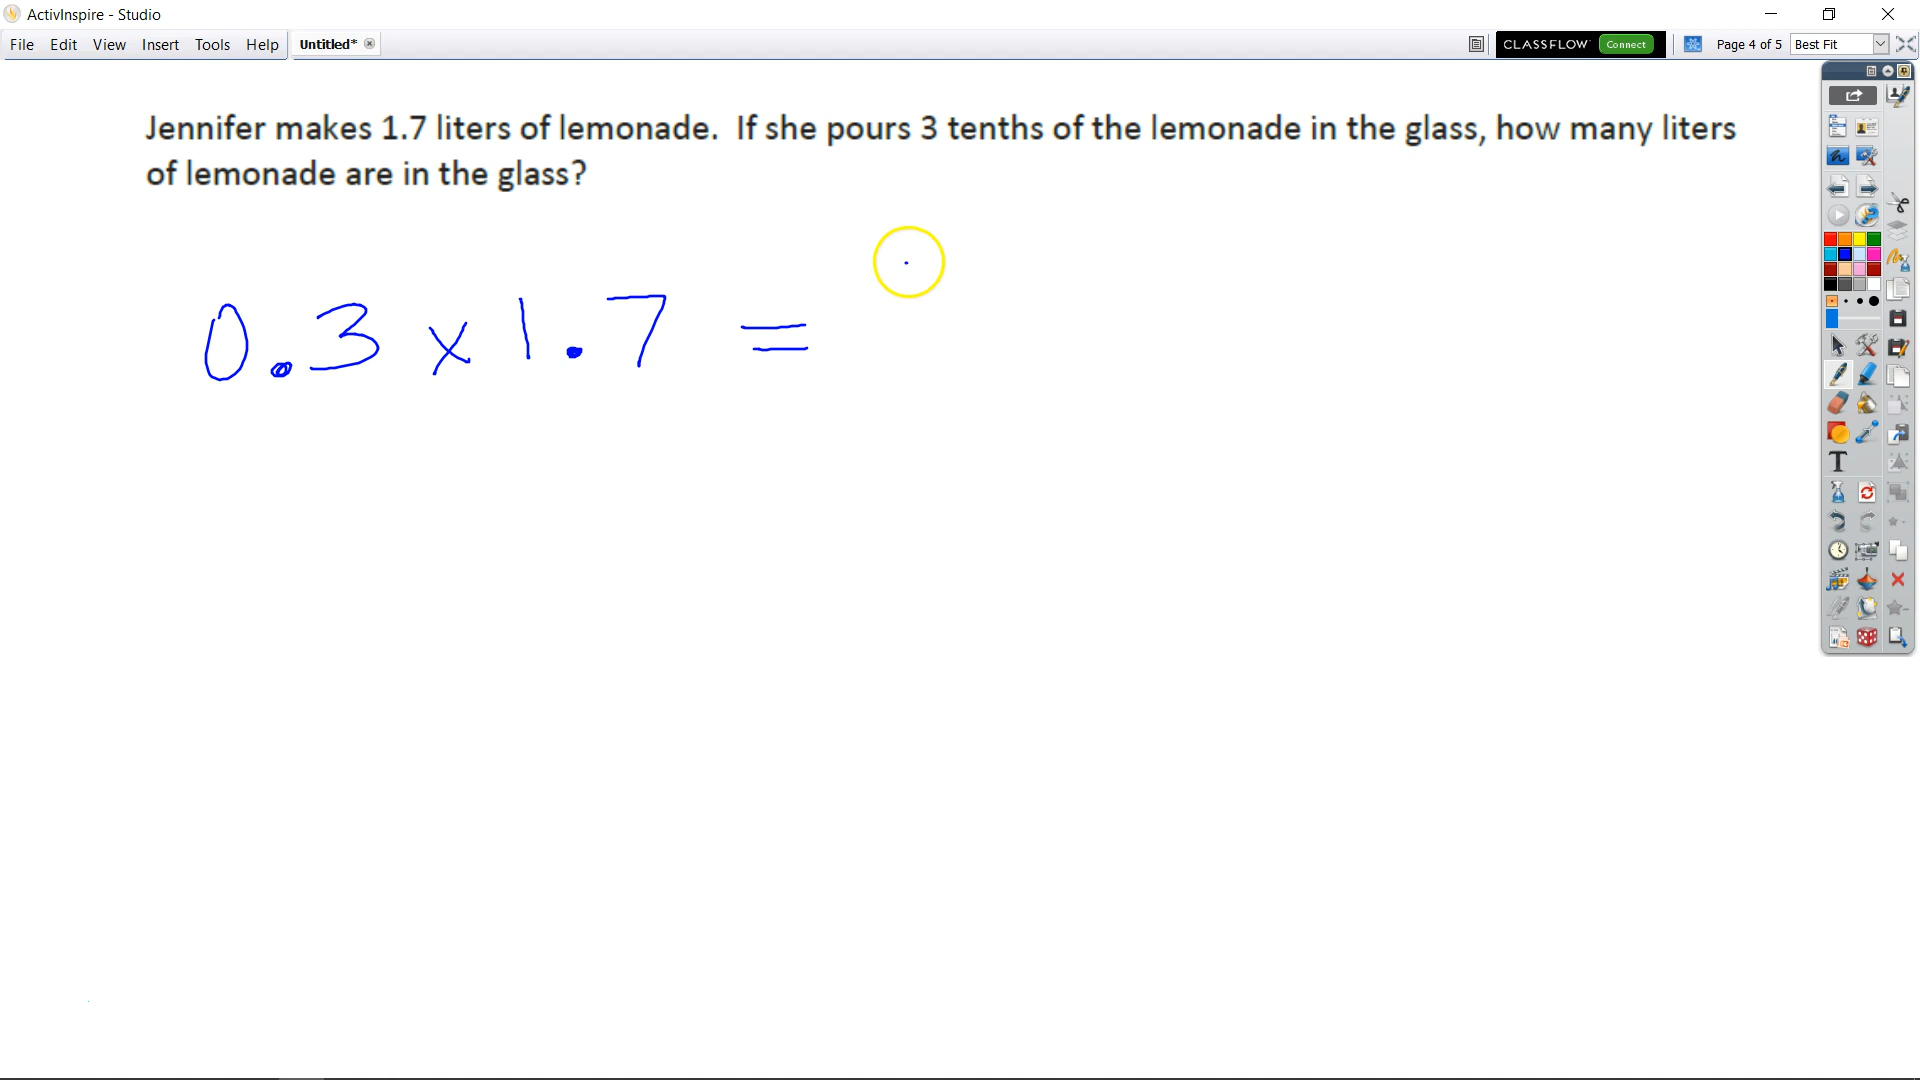 ActivInspire - Studio
File Edit View Insert Tools Help Untitled* CLASSFLOW Connect Page 4 of 5 Best Fit
Jennifer makes 1.7 liters of lemonade. If she pours 3 tenths of the lemonade in the glass, how many liters
of lemonade are in the glass?
0.3 x 1.7 =